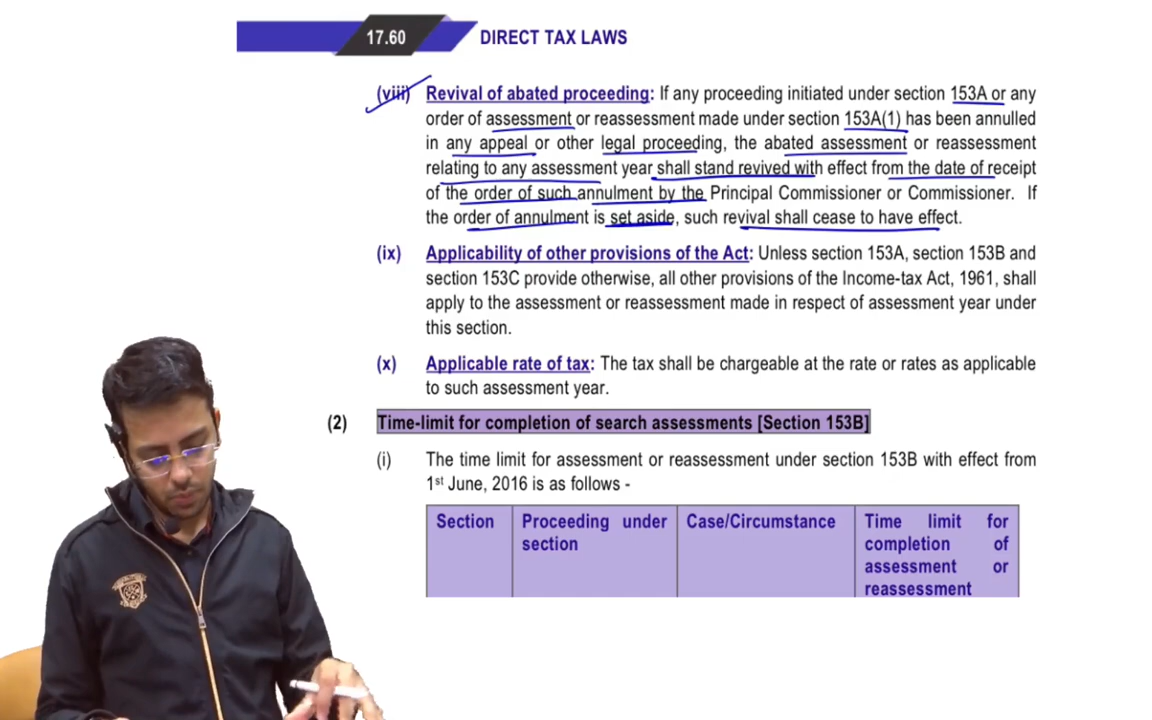 17.60 DIRECT TAX LAWS
(viii) Revival of abated proceeding: If any proceeding initiated under section 153A or any
order of assessment or reassessment made under section 153A(1) has been annulled
in any appeal or other legal proceeding, the abated assessment or reassessment
relating to any assessment year shall stand revived with effect from the date of receipt
of the order of such annulment by the Principal Commissioner or Commissioner. If
the order of annulment is set aside, such revival shall cease to have effect.
(ix) Applicability of other provisions of the Act: Unless section 153A, section 153B and
section 153C provide otherwise, all other provisions of the Income-tax Act, 1961, shall
apply to the assessment or reassessment made in respect of assessment year under
this section.
(x) Applicable rate of tax: The tax shall be chargeable at the rate or rates as applicable
to such assessment year.
(2) Time-limit for completion of search assessments [Section 153B]
(i) The time limit for assessment or reassessment under section 153B with effect from
1st June, 2016 is as follows -
Section Proceeding under Case/Circumstance Time limit for
section completion of
assessment or
reassessment